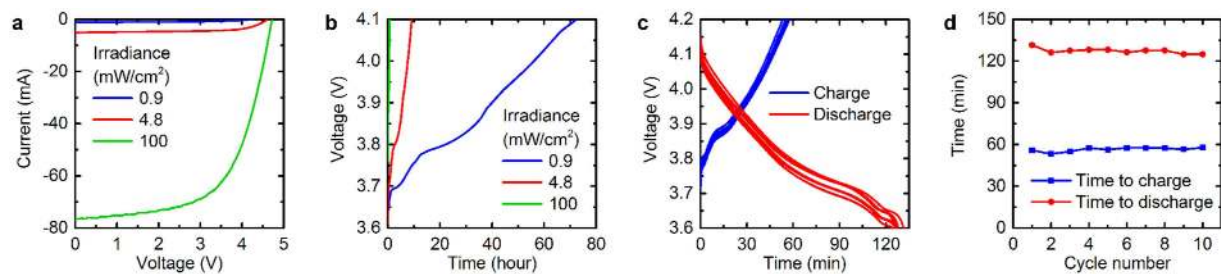 a
0
-20
-40
-60
-80
Current (mA)
Irradiance
(mW/cm²)
0.9
4.8
100
0 1 2 3 4 5
Voltage (V)
b
4.1
4.0
3.9
3.8
3.7
3.6
Voltage (V)
Irradiance
(mW/cm²)
0.9
4.8
100
0 20 40 60 80
Time (hour)
c
4.2
4.1
4.0
3.9
3.8
3.7
3.6
Voltage (V)
Charge
Discharge
0 30 60 90 120
Time (min)
d
150
120
90
60
30
0
Time (min)
Time to charge
Time to discharge
0 2 4 6 8 10
Cycle number